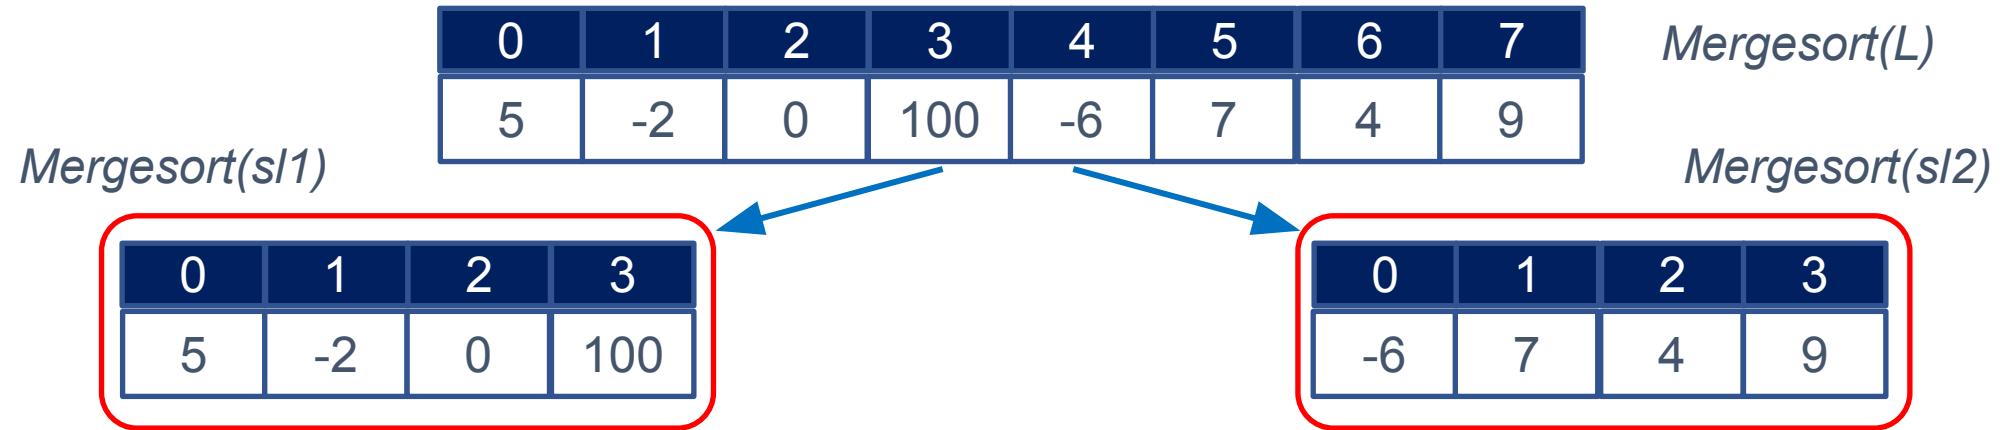 0 1 2 3 4 5 6 7 Mergesort(L)
5 -2 0 100 -6 7 4 9
Mergesort(sl1) Mergesort(sl2)
0 1 2 3 0 1 2 3
5 -2 0 100 -6 7 4 9